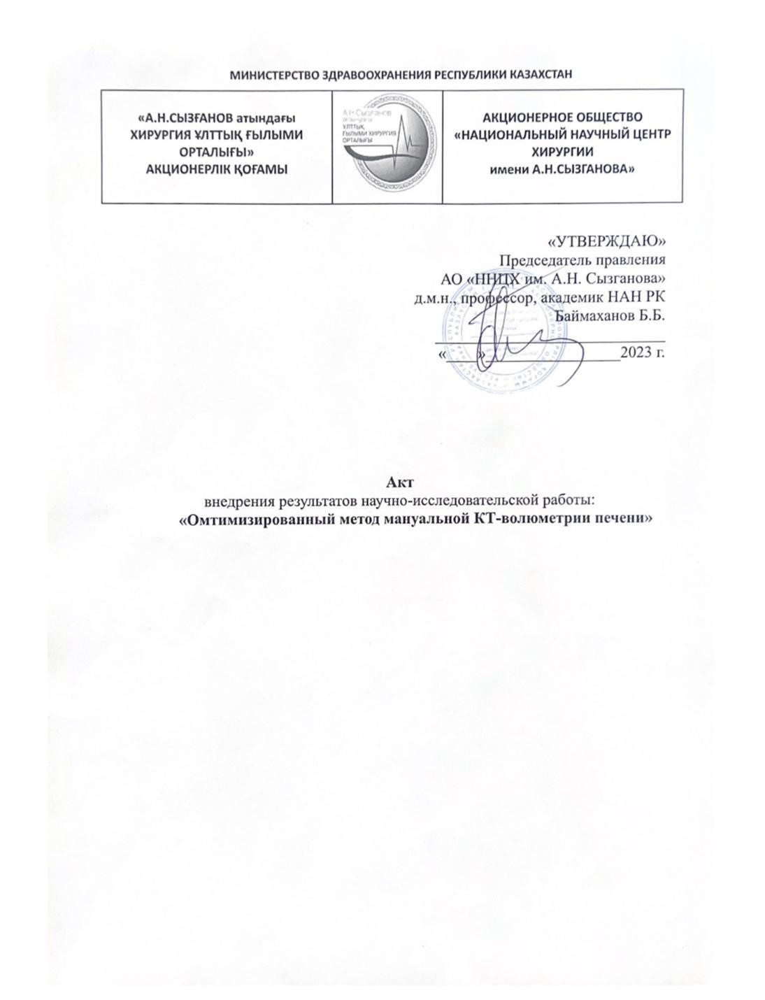 МИНИСТЕРСТВО ЗДРАВООХРАНЕНИЯ РЕСПУБЛИКИ КАЗАХСТАН
«А.Н.СЫЗҒАНОВ атындағы
ХИРУРГИЯ ҰЛТТЫҚ ҒЫЛЫМИ
ОРТАЛЫҒЫ»
АКЦИОНЕРЛІК ҚОҒАМЫ
А.Н.Сызғанов
атындағы
ҰЛТТЫҚ
ҒЫЛЫМИ ХИРУРГИЯ
ОРТАЛЫҒЫ
АКЦИОНЕРНОЕ ОБЩЕСТВО
«НАЦИОНАЛЬНЫЙ НАУЧНЫЙ ЦЕНТР
ХИРУРГИИ
имени А.Н.СЫЗГАНОВА»
«УТВЕРЖДАЮ»
Председатель правления
АО «ННЦХ им. А.Н. Сызганова»
д.м.н., профессор, академик НАН РК
Баймаханов Б.Б.
«____»_________________2023 г.
Акт
внедрения результатов научно-исследовательской работы:
«Омтимизированный метод мануальной КТ-волюметрии печени»